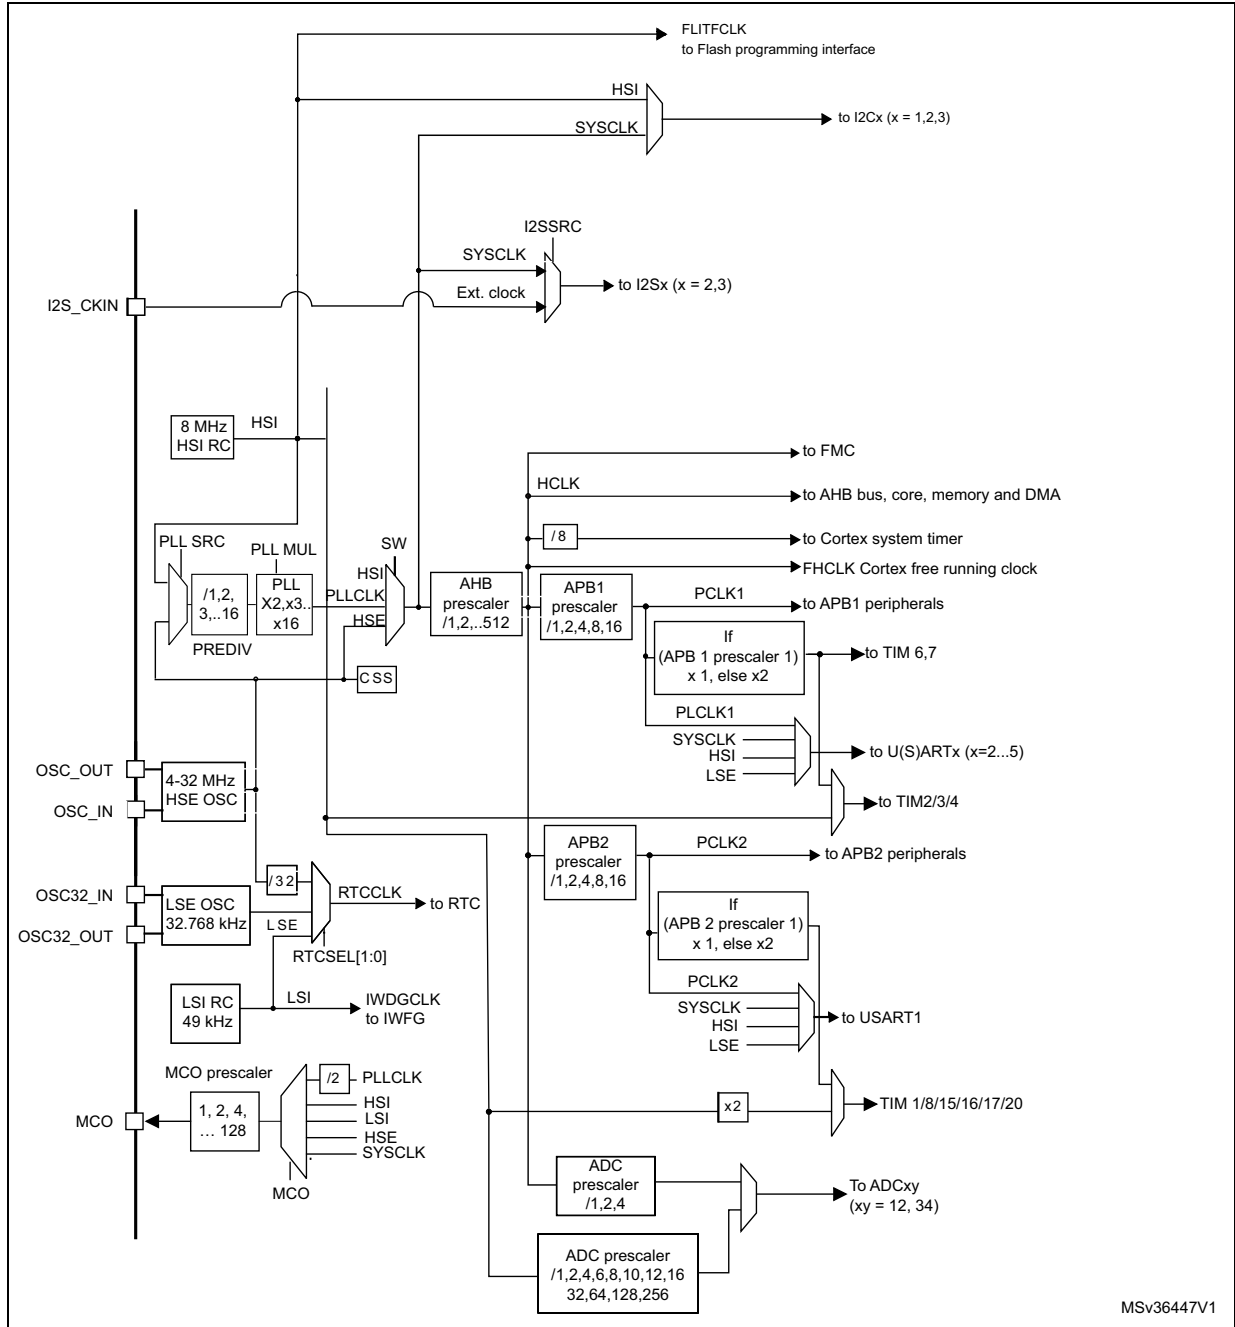 FLITFCLK
to Flash programming interface
HSI
to I2Cx (x = 1,2,3)
SYSCLK
I2SSRC
SYSCLK
to I2Sx (x = 2,3)
Ext. clock
I2S_CKIN
8 MHz
HSI RC
HSI
to FMC
HCLK
to AHB bus, core, memory and DMA
/8
to Cortex system timer
FHCLK Cortex free running clock
PLL SRC
PLL MUL
SW
/1,2,
3,..16
PREDIV
PLL
X2,x3..
x16
HSI
PLLCLK
HSE
AHB
prescaler
/1,2,..512
APB1
prescaler
/1,2,4,8,16
PCLK1
to APB1 peripherals
If
(APB 1 prescaler 1)
x 1, else x2
to TIM 6,7
CSS
PLCLK1
SYSCLK
HSI
LSE
to U(S)ARTx (x=2...5)
to TIM2/3/4
OSC_OUT
OSC_IN
4-32 MHz
HSE OSC
APB2
prescaler
/1,2,4,8,16
PCLK2
to APB2 peripherals
/32
OSC32_IN
OSC32_OUT
LSE OSC
32.768 kHz
RTCCLK
to RTC
LSE
RTCSEL[1:0]
If
(APB 2 prescaler 1)
x 1, else x2
PCLK2
SYSCLK
HSI
LSE
to USART1
LSI RC
49 kHz
LSI
IWDGCLK
to IWFG
MCO prescaler
/2
PLLCLK
HSI
LSI
HSE
SYSCLK
MCO
1, 2, 4,
... 128
MCO
x2
TIM 1/8/15/16/17/20
ADC
prescaler
/1,2,4
To ADCxy
(xy = 12, 34)
ADC prescaler
/1,2,4,6,8,10,12,16
32,64,128,256
MSv36447V1